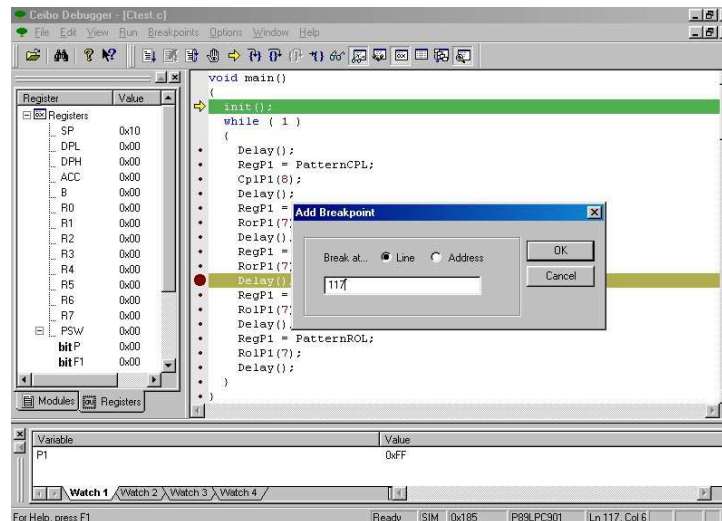 Ceibo Debugger - [Ctest.c]
File Edit View Run Breakpoints Options Window Help
Register Value
Registers
SP 0x10
DPL 0x00
DPH 0x00
ACC 0x00
B 0x00
R0 0x00
R1 0x00
R2 0x00
R3 0x00
R4 0x00
R5 0x00
R6 0x00
R7 0x00
PSW 0x00
bit P 0x00
bit F1 0x00
Modules Registers
void main()
{
init();
while ( 1 )
{
Delay();
RegP1 = PatternCPL;
CplP1(8);
Delay();
RegP1 =
RorP1(7)
Delay()
RegP1 =
RorP1(7
Delay()
RegP1 =
RolP1(7
Delay()
RegP1 = PatternROL;
RolP1(7);
Delay();
}
}
Add Breakpoint
Break at... Line Address
117
OK
Cancel
Variable Value
P1 0xFF
Watch 1 Watch 2 Watch 3 Watch 4
For Help, press F1 Ready SIM 0x185 P89LPC901 Ln 117, Col 6